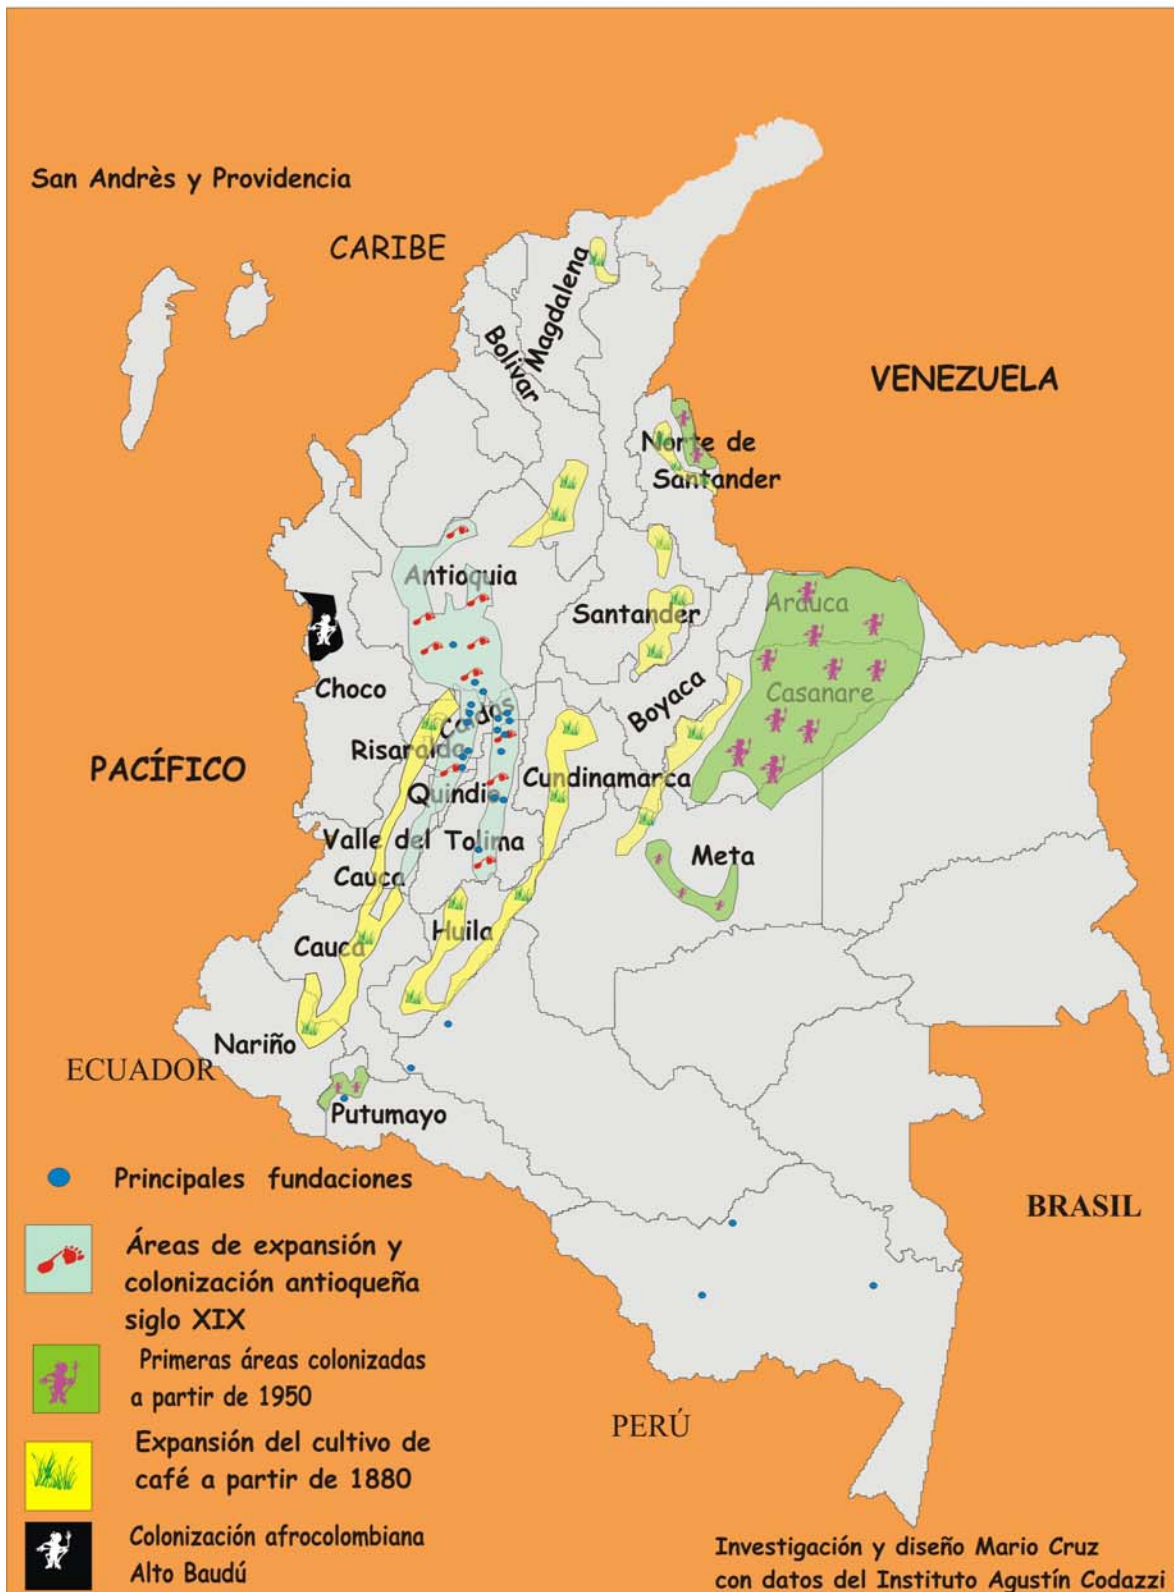 San Andrès y Providencia
CARIBE
Magdalena
Bolivar
VENEZUELA
Norte de
Santander
Antioquia
Santander
Arauca
Choco
Boyaca
Casanare
Caldas
Risaralda
PACÍFICO
Cundinamarca
Quindio
Valle del
Cauca
Tolima
Meta
Huila
Cauca
Nariño
ECUADOR
Putumayo
Principales fundaciones
BRASIL
Áreas de expansión y
colonización antioqueña
siglo XIX
Primeras áreas colonizadas
a partir de 1950
PERÚ
Expansión del cultivo de
café a partir de 1880
Colonización afrocolombiana
Alto Baudú
Investigación y diseño Mario Cruz
con datos del Instituto Agustín Codazzi